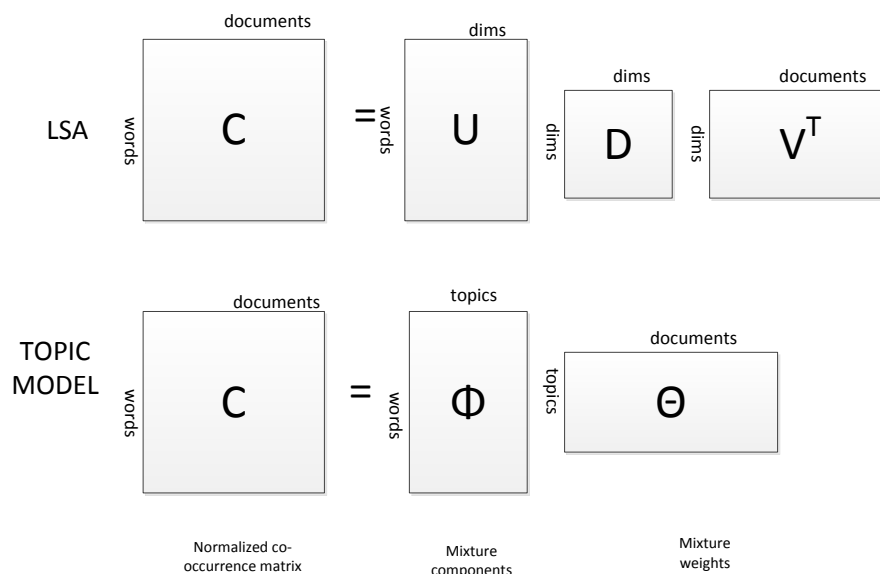 documents
dims
LSA
words
C
=
words
U
dims
dims
D
dims
documents
V^T
documents
topics
TOPIC
MODEL
words
C
=
words
Φ
topics
documents
Θ
Normalized co-
occurrence matrix
Mixture
components
Mixture
weights